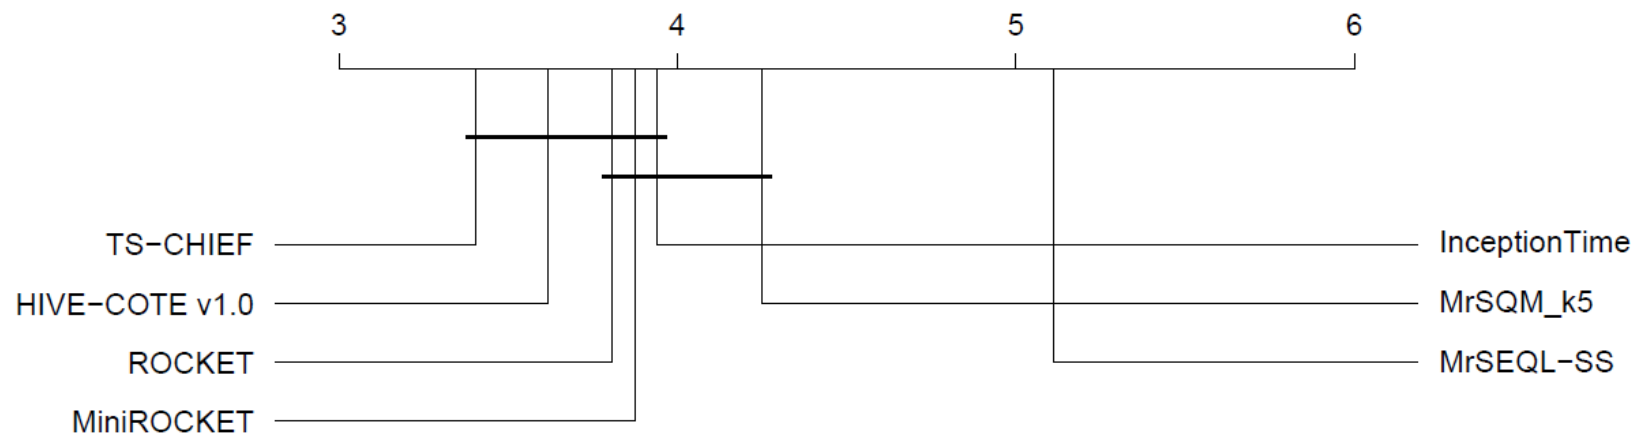 3 4 5 6
TS−CHIEF InceptionTime
HIVE−COTE v1.0 MrSQM_k5
ROCKET MrSEQL−SS
MiniROCKET